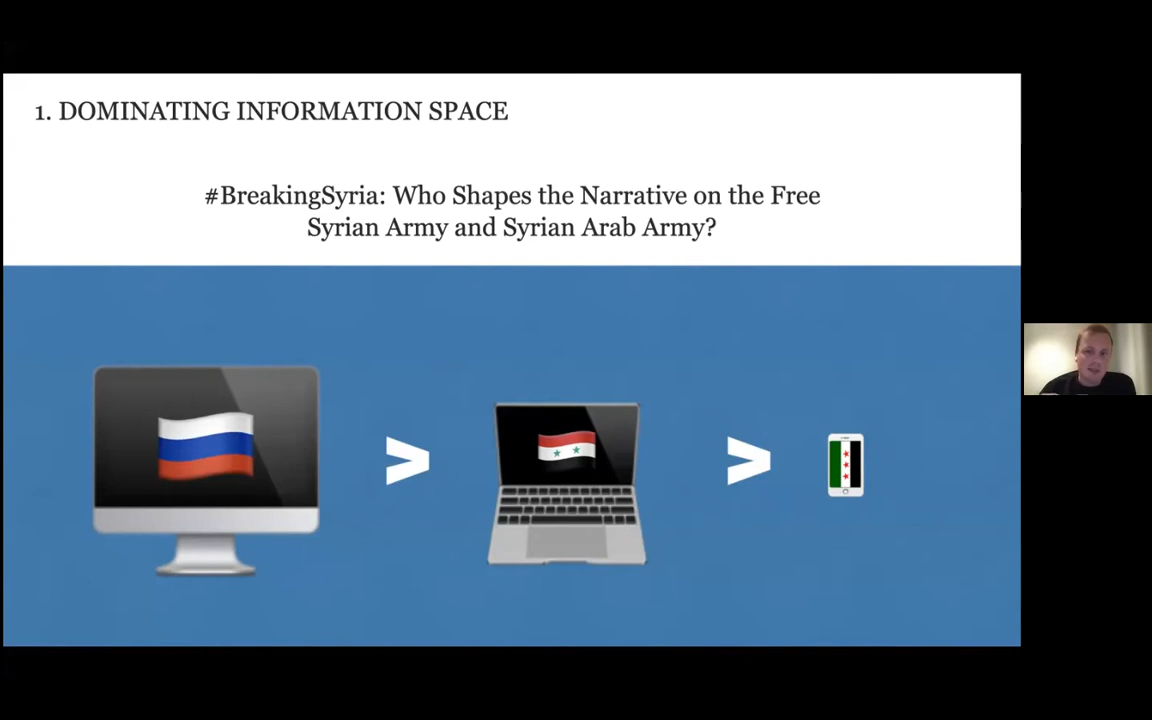 1. DOMINATING INFORMATION SPACE
#BreakingSyria: Who Shapes the Narrative on the Free
Syrian Army and Syrian Arab Army?
> >